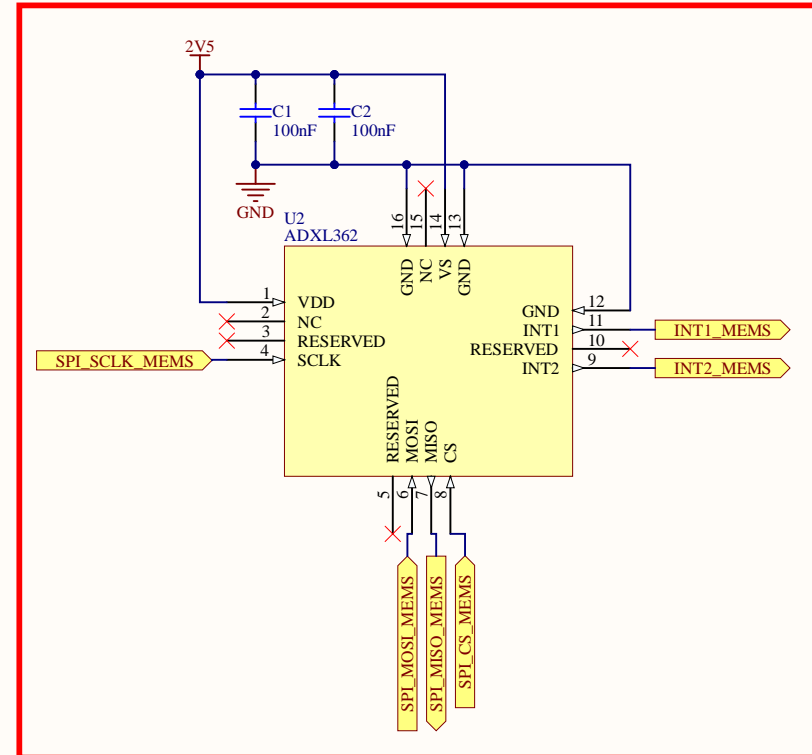 2V5
C1
100nF
C2
100nF
GND
U2
ADXL362
16
15
14
13
GND
NC
VS
GND
1
VDD
2
NC
3
RESERVED
4
SCLK
SPI_SCLK_MEMS
GND
12
INT1
11
INT1_MEMS
RESERVED
10
INT2
9
INT2_MEMS
RESERVED
MOSI
MISO
CS
5
6
7
8
SPI_MOSI_MEMS
SPI_MISO_MEMS
SPI_CS_MEMS